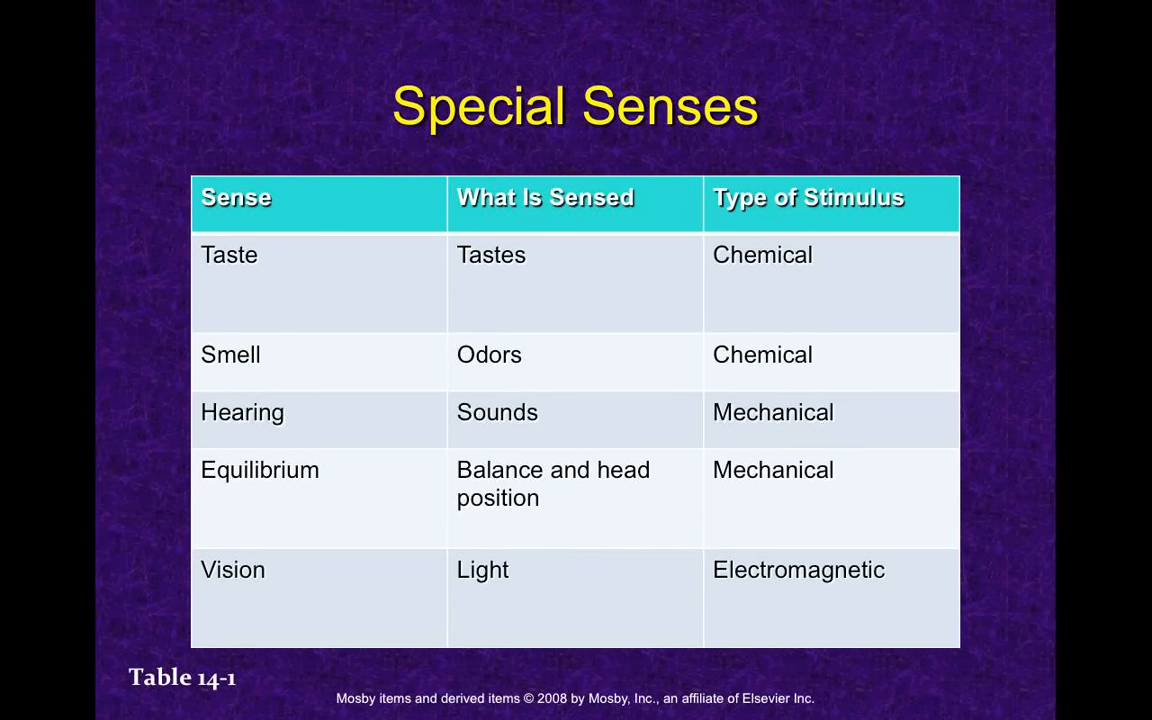 Special Senses
Sense What Is Sensed Type of Stimulus
Taste Tastes Chemical
Smell Odors Chemical
Hearing Sounds Mechanical
Equilibrium Balance and head position Mechanical
Vision Light Electromagnetic
Table 14-1
Mosby items and derived items © 2008 by Mosby, Inc., an affiliate of Elsevier Inc.